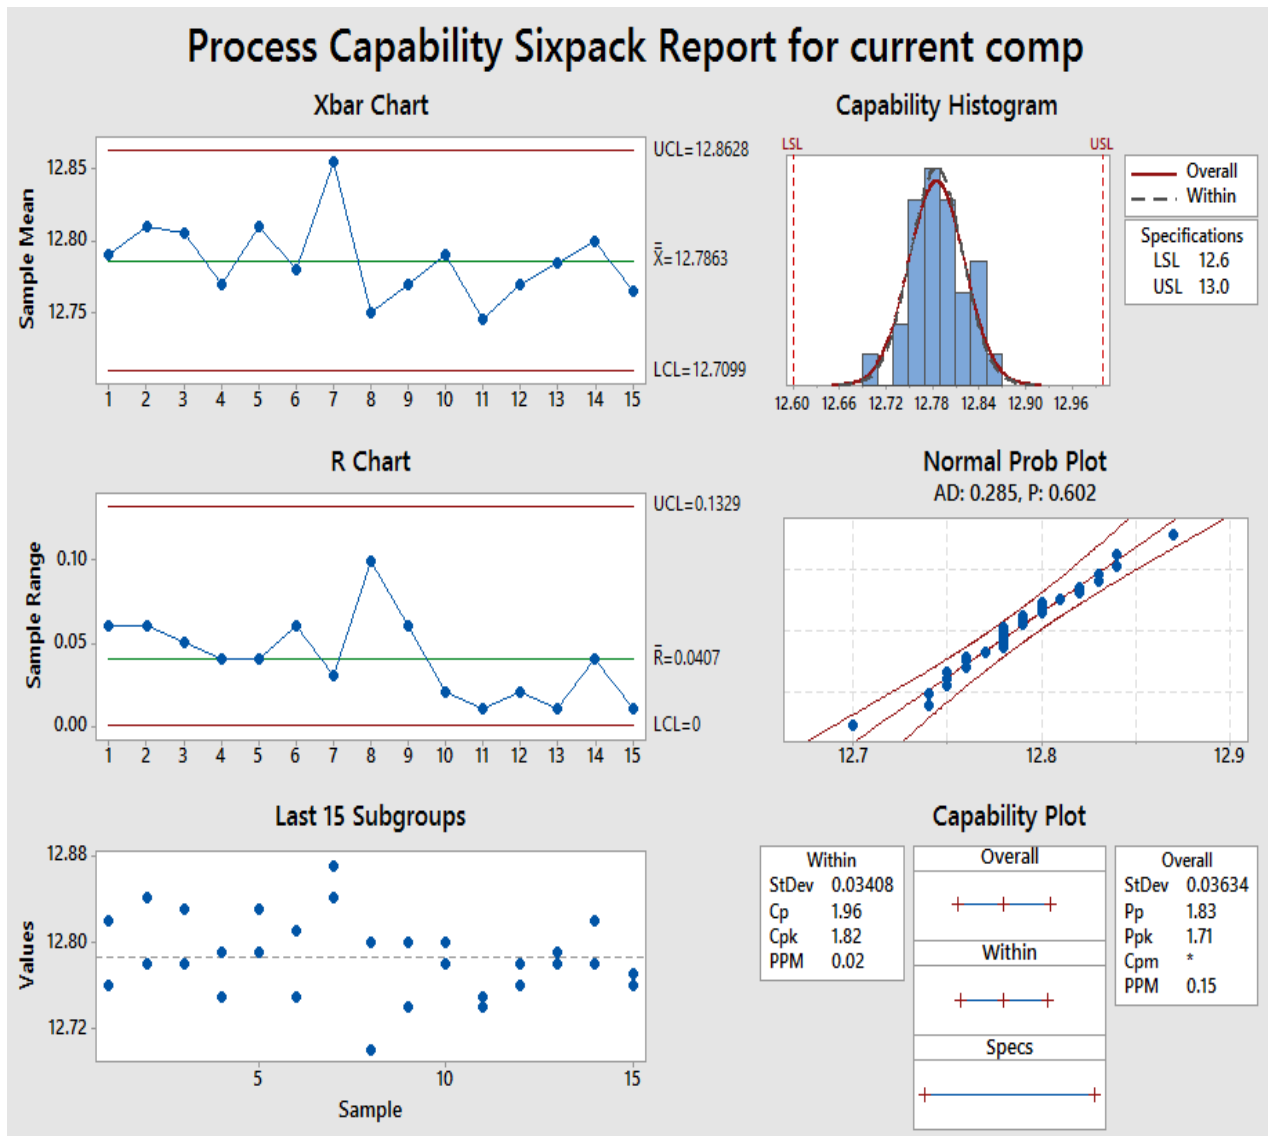 Process Capability Sixpack Report for current comp
Xbar Chart
Sample Mean
12.85
12.80
12.75
UCL=12.8628
X̿=12.7863
LCL=12.7099
1 2 3 4 5 6 7 8 9 10 11 12 13 14 15
Capability Histogram
LSL USL
12.60 12.66 12.72 12.78 12.84 12.90 12.96
Overall
Within
Specifications
LSL 12.6
USL 13.0
R Chart
Sample Range
0.10
0.05
0.00
UCL=0.1329
R̄=0.0407
LCL=0
1 2 3 4 5 6 7 8 9 10 11 12 13 14 15
Normal Prob Plot
AD: 0.285, P: 0.602
12.7 12.8 12.9
Last 15 Subgroups
Values
12.88
12.80
12.72
5 10 15
Sample
Capability Plot
Within
StDev 0.03408
Cp 1.96
Cpk 1.82
PPM 0.02
Overall
Within
Specs
Overall
StDev 0.03634
Pp 1.83
Ppk 1.71
Cpm *
PPM 0.15